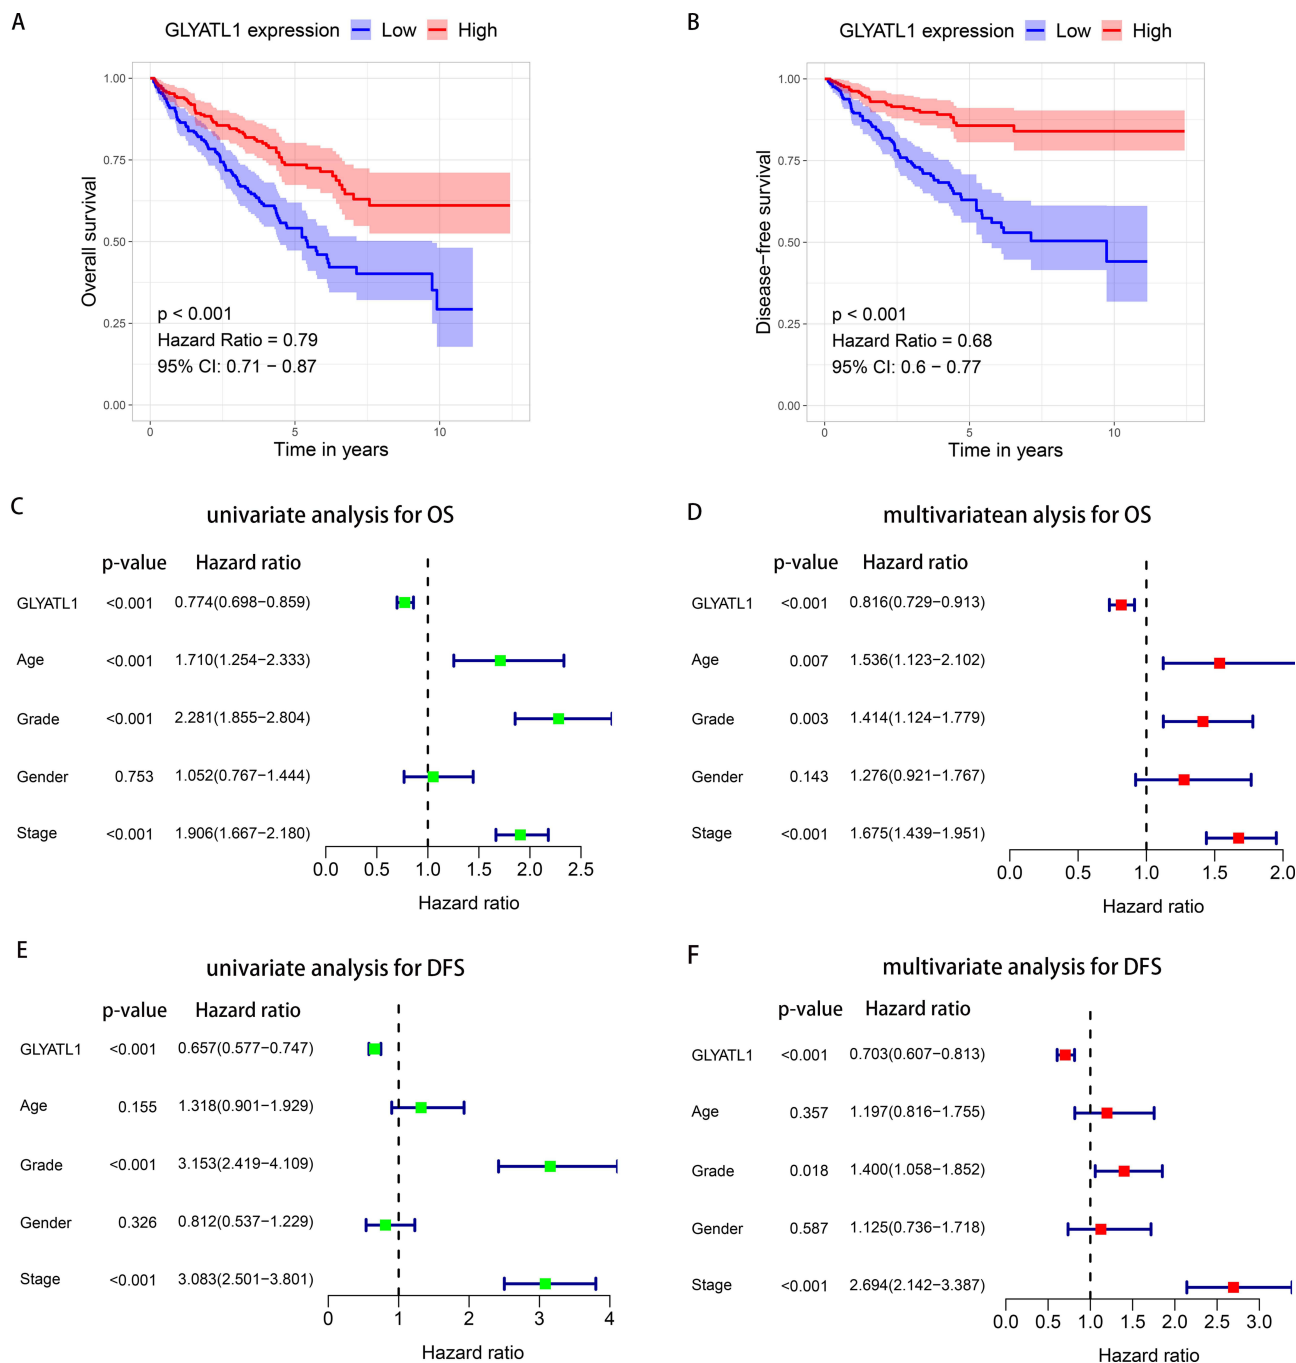 A
GLYATL1 expression Low High
Overall survival
1.00
0.75
0.50
0.25
0.00
p < 0.001
Hazard Ratio = 0.79
95% CI: 0.71 − 0.87
0 5 10
Time in years
B
GLYATL1 expression Low High
Disease−free survival
1.00
0.75
0.50
0.25
0.00
p < 0.001
Hazard Ratio = 0.68
95% CI: 0.6 − 0.77
0 5 10
Time in years
C
univariate analysis for OS
p-value Hazard ratio
GLYATL1 <0.001 0.774(0.698−0.859)
Age <0.001 1.710(1.254−2.333)
Grade <0.001 2.281(1.855−2.804)
Gender 0.753 1.052(0.767−1.444)
Stage <0.001 1.906(1.667−2.180)
0.0 0.5 1.0 1.5 2.0 2.5
Hazard ratio
D
multivariatean alysis for OS
p-value Hazard ratio
GLYATL1 <0.001 0.816(0.729−0.913)
Age 0.007 1.536(1.123−2.102)
Grade 0.003 1.414(1.124−1.779)
Gender 0.143 1.276(0.921−1.767)
Stage <0.001 1.675(1.439−1.951)
0.0 0.5 1.0 1.5 2.0
Hazard ratio
E
univariate analysis for DFS
p-value Hazard ratio
GLYATL1 <0.001 0.657(0.577−0.747)
Age 0.155 1.318(0.901−1.929)
Grade <0.001 3.153(2.419−4.109)
Gender 0.326 0.812(0.537−1.229)
Stage <0.001 3.083(2.501−3.801)
0 1 2 3 4
Hazard ratio
F
multivariate analysis for DFS
p-value Hazard ratio
GLYATL1 <0.001 0.703(0.607−0.813)
Age 0.357 1.197(0.816−1.755)
Grade 0.018 1.400(1.058−1.852)
Gender 0.587 1.125(0.736−1.718)
Stage <0.001 2.694(2.142−3.387)
0.0 0.5 1.0 1.5 2.0 2.5 3.0
Hazard ratio